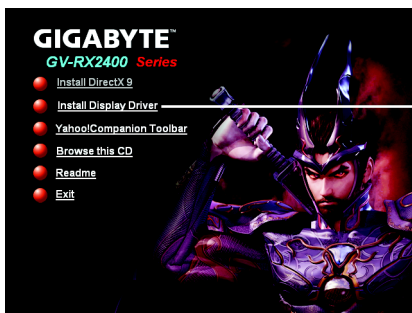 GIGABYTE™
GV-RX2400 Series
Install DirectX 9
Install Display Driver
Yahoo!Companion Toolbar
Browse this CD
Readme
Exit